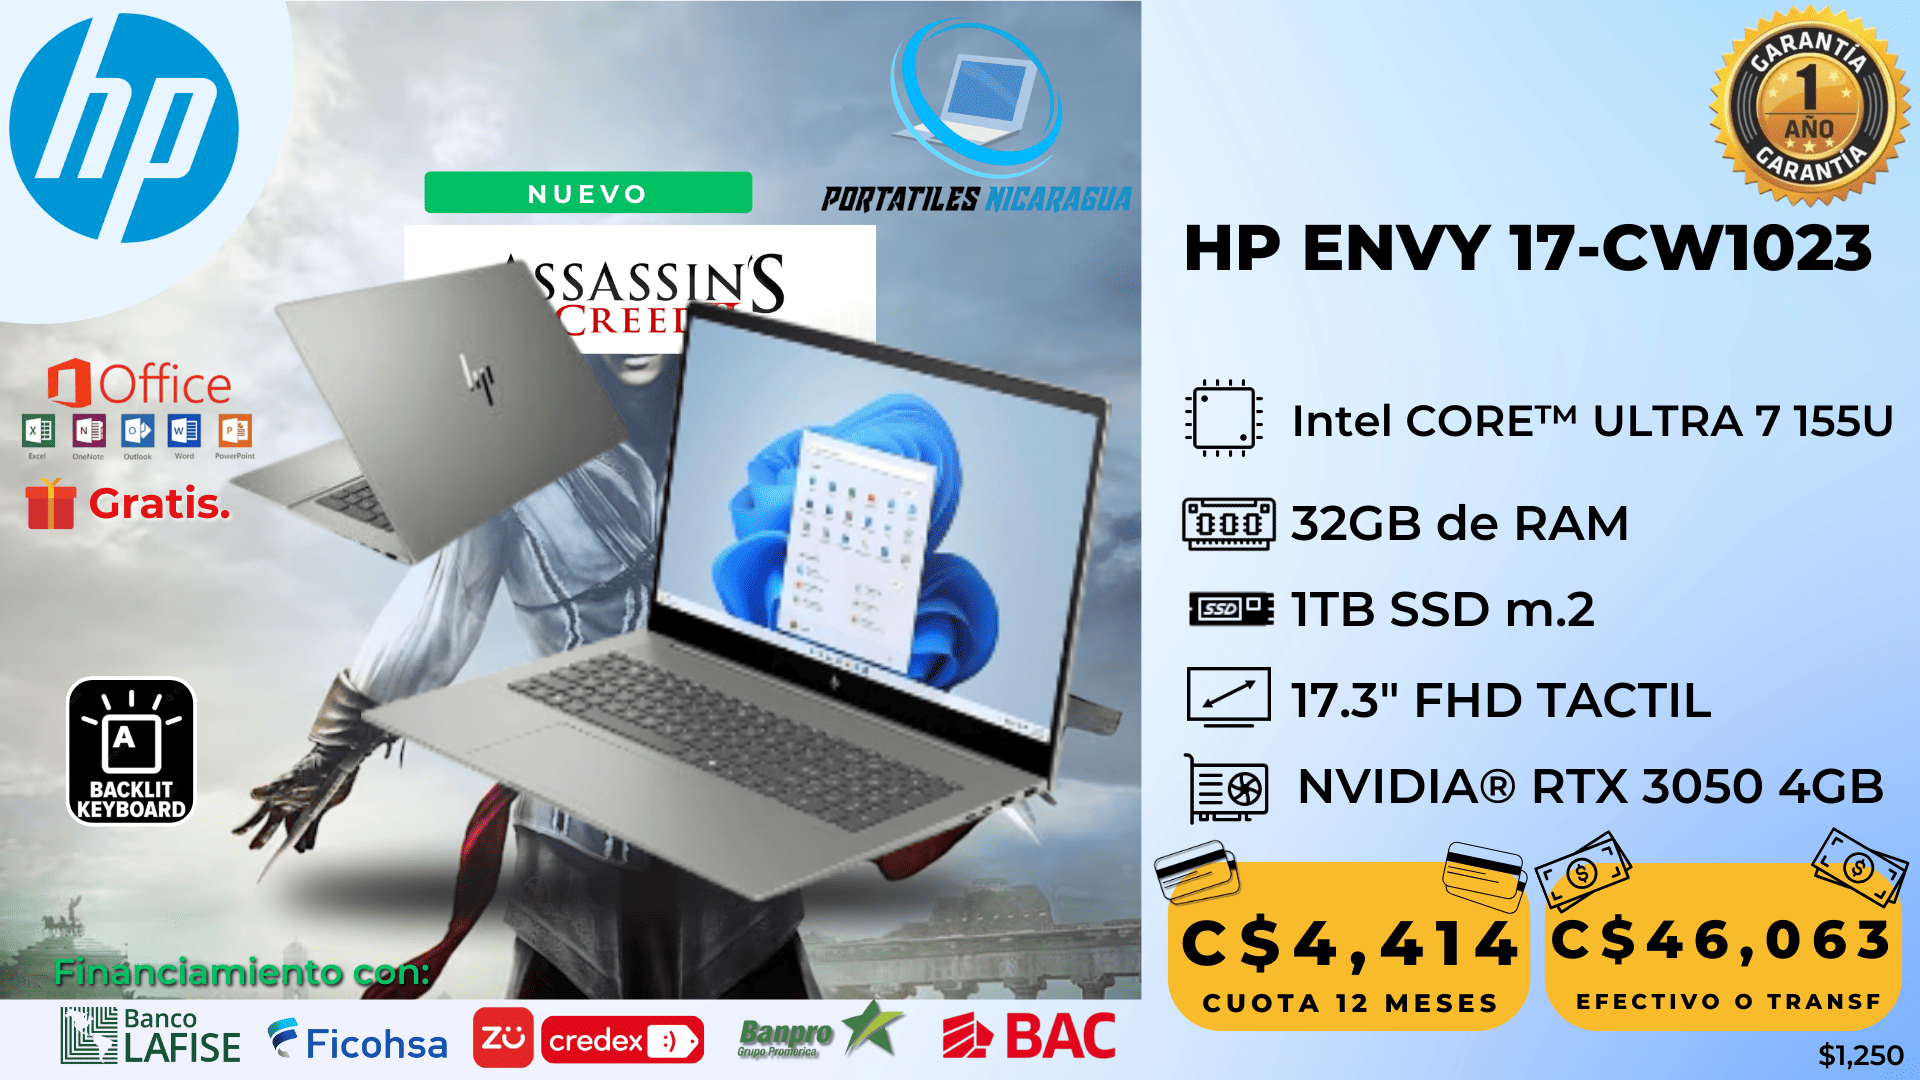 hp
NUEVO
PORTATILES NICARAGUA
ASSASSIN'S
CREED II
Office
Excel
OneNote
Outlook
Word
PowerPoint
Gratis.
A
BACKLIT
KEYBOARD
Financiamiento con:
Banco
LAFISE
Ficohsa
ZU
credex
Banpro
Grupo Promerica
BAC
GARANTÍA
1
AÑO
GARANTÍA
HP ENVY 17-CW1023
Intel CORE™ ULTRA 7 155U
32GB de RAM
SSD
1TB SSD m.2
17.3" FHD TACTIL
NVIDIA® RTX 3050 4GB
C$4,414
CUOTA 12 MESES
C$46,063
EFECTIVO O TRANSF
$1,250